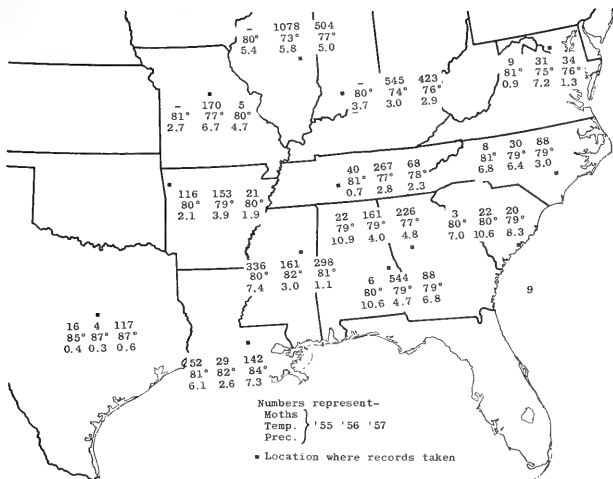 - 1078 504
80° 73° 77°
5.4 5.8 5.0
- 545 423
80° 74° 76°
3.7 3.0 2.9
9 31 34
81° 75° 76°
0.9 7.2 1.3
- 170 5
81° 77° 80°
2.7 6.7 4.7
8 30 88
81° 79° 79°
6.8 6.4 3.0
40 267 68
81° 77° 78°
0.7 2.8 2.3
116 153 21
80° 79° 80°
2.1 3.9 1.9
22 161 226
79° 79° 77°
10.9 4.0 4.8
3 22 20
80° 80° 79°
7.0 10.6 8.3
336 161 298
80° 82° 81°
7.4 3.0 1.1
6 544 88
80° 79° 79°
10.6 4.7 6.8
9
16 4 117
85° 87° 87°
0.4 0.3 0.6
52 29 142
81° 82° 84°
6.1 2.6 7.3
Numbers represent-
Moths
Temp. } '55 '56 '57
Prec.
▪ Location where records taken